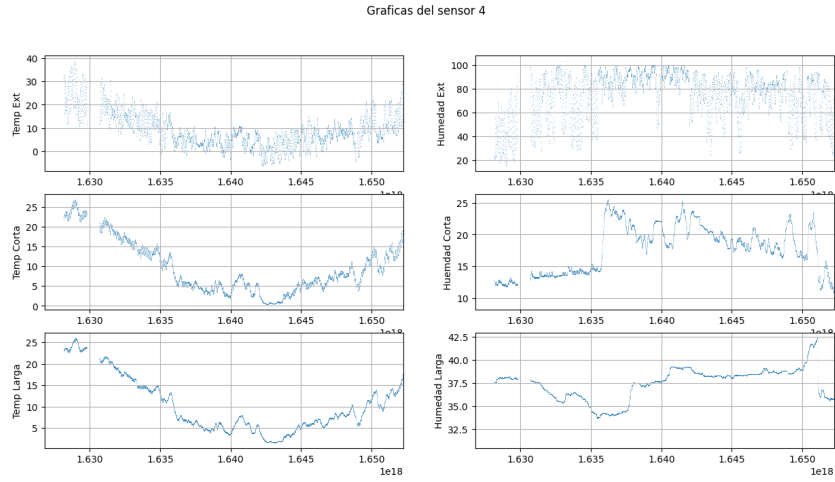 Graficas del sensor 4
Temp Ext
40
30
20
10
0
1.630 1.635 1.640 1.645 1.650
1e18
Humedad Ext
100
80
60
40
20
1.630 1.635 1.640 1.645 1.650
1e18
Temp Corta
25
20
15
10
5
0
1.630 1.635 1.640 1.645 1.650
1e18
Huemdad Corta
25
20
15
10
1.630 1.635 1.640 1.645 1.650
1e18
Temp Larga
25
20
15
10
5
1.630 1.635 1.640 1.645 1.650
1e18
Humedad Larga
42.5
40.0
37.5
35.0
32.5
1.630 1.635 1.640 1.645 1.650
1e18